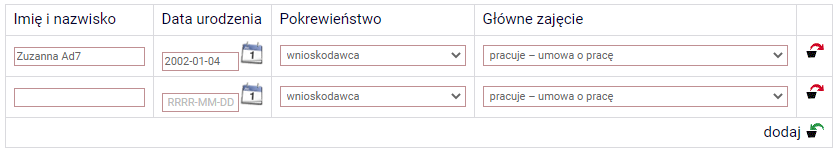 Imię i nazwisko Data urodzenia Pokrewieństwo Główne zajęcie
Zuzanna Ad7 2002-01-04 1 wnioskodawca pracuje – umowa o pracę
RRRR-MM-DD 1 wnioskodawca pracuje – umowa o pracę
dodaj